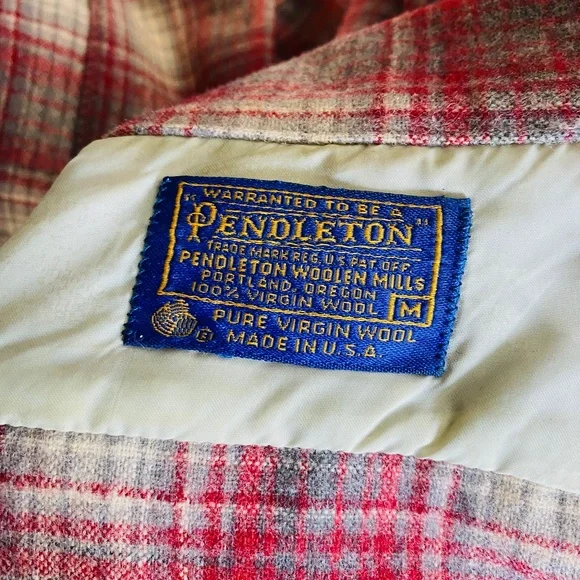 WARRANTED TO BE A
"PENDLETON"
TRADE MARK REG. U.S. PAT. OFF.
PENDLETON WOOLEN MILLS
PORTLAND, OREGON
100% VIRGIN WOOL M
PURE VIRGIN WOOL
MADE IN U.S.A.